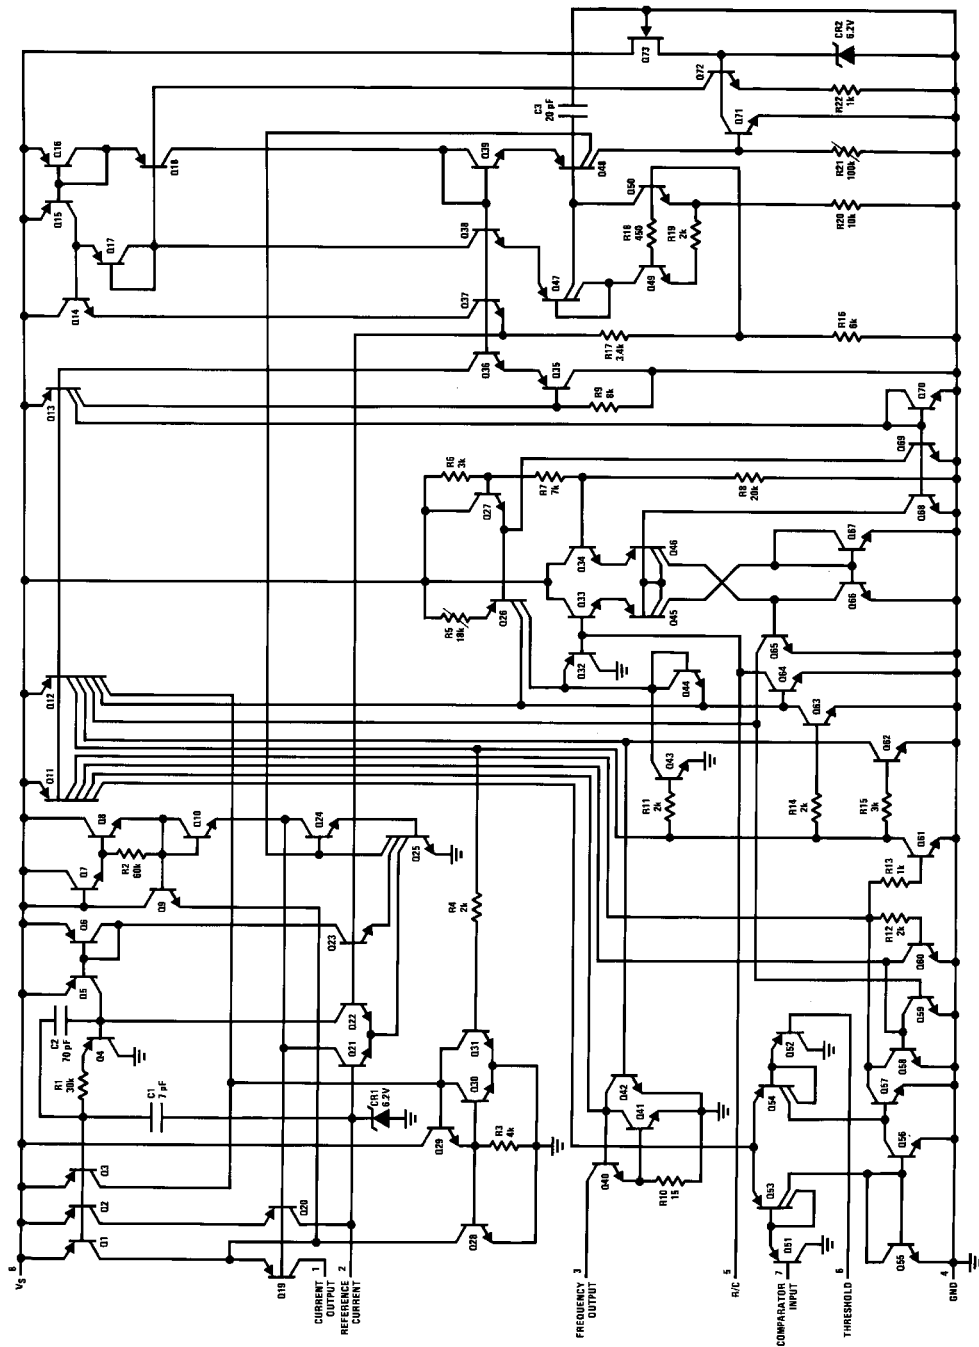 8
VS
Q1
Q2
Q3
R1
30k
C2
70 pF
Q4
Q5
Q6
Q7
Q8
R2
60k
Q9
Q10
Q11
Q12
Q13
Q14
Q15
Q16
Q17
Q18
C1
7 pF
Q19
Q20
Q21
Q22
Q23
Q24
Q25
CURRENT
OUTPUT
1
REFERENCE
CURRENT
2
CR1
6.2V
Q28
Q29
R3
4k
Q30
Q31
R4
2k
R5
18k
Q26
Q27
R6
3k
R7
7k
Q35
Q36
Q37
Q38
Q39
R9
8k
R17
3.4k
C3
20 pF
Q73
FREQUENCY
OUTPUT
3
Q40
R10
15
Q41
Q42
Q32
Q33
Q34
Q44
Q43
R11
2k
Q45
Q46
Q47
Q48
Q49
Q50
R18
450
R19
2k
Q72
Q71
R/C
5
R14
2k
R15
3k
Q62
Q63
Q64
Q65
Q66
Q67
R8
20k
COMPARATOR
INPUT
7
Q51
Q53
Q54
Q52
THRESHOLD
6
R12
2k
R13
1k
Q61
Q68
Q69
Q70
R16
6k
R20
10k
R21
100k
R22
1k
CR2
6.2V
Q55
Q56
Q57
Q58
Q59
Q60
4
GND